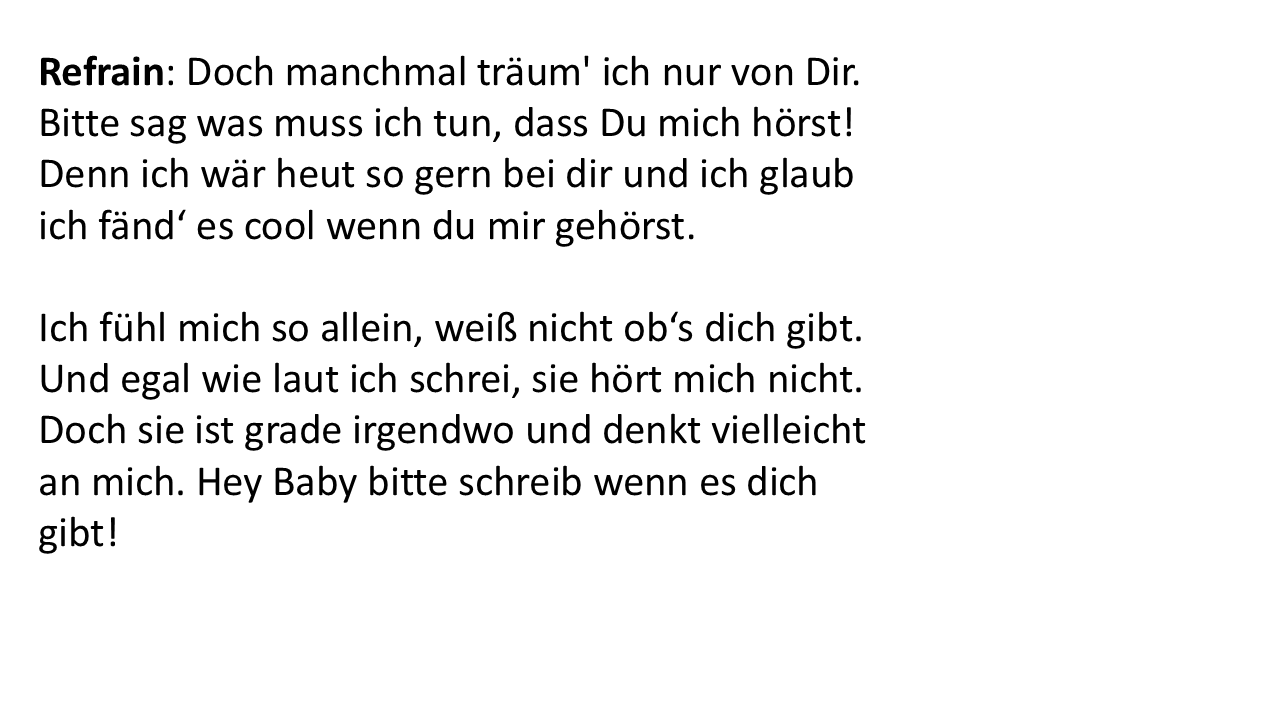 Refrain: Doch manchmal träum' ich nur von Dir.
Bitte sag was muss ich tun, dass Du mich hörst!
Denn ich wär heut so gern bei dir und ich glaub
ich fänd‘ es cool wenn du mir gehörst.

Ich fühl mich so allein, weiß nicht ob‘s dich gibt.
Und egal wie laut ich schrei, sie hört mich nicht.
Doch sie ist grade irgendwo und denkt vielleicht
an mich. Hey Baby bitte schreib wenn es dich
gibt!